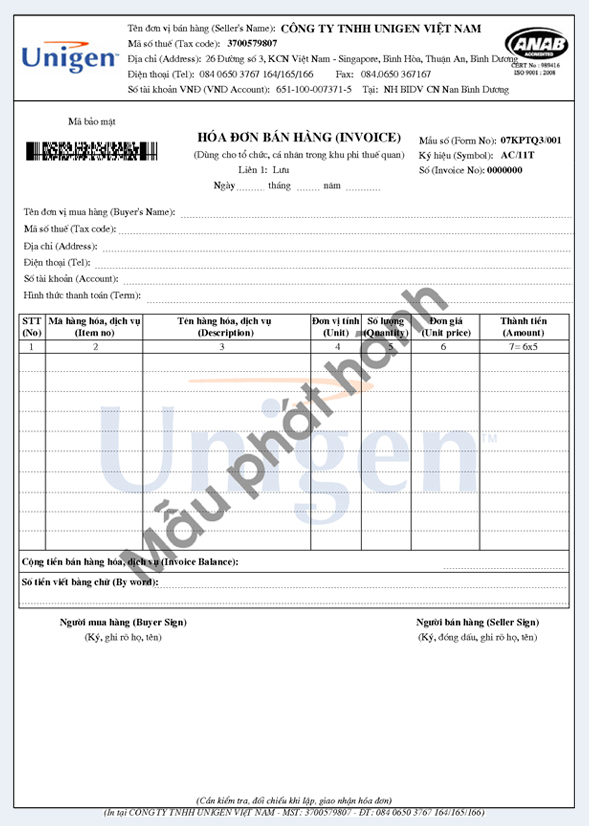 Unigen™
Tên đơn vị bán hàng (Seller's Name): CÔNG TY TNHH UNIGEN VIỆT NAM
Mã số thuế (Tax code): 3700579807
Địa chỉ (Address): 26 Đường số 3, KCN Việt Nam - Singapore, Bình Hòa, Thuận An, Bình Dương
Điện thoại (Tel): 084 0650 3767 164/165/166 Fax: 084.0650 367167
Số tài khoản VNĐ (VND Account): 651-100-007371-5 Tại: NH BIDV CN Nan Bình Dương
ANAB
ACCREDITED
CERT No : 989416
ISO 9001 : 2008
Mã bảo mật
HÓA ĐƠN BÁN HÀNG (INVOICE)
(Dùng cho tổ chức, cá nhân trong khu phi thuế quan)
Liên 1: Lưu
Ngày.......... tháng ........ năm ............
Mẫu số (Form No): 07KPTQ3/001
Ký hiệu (Symbol): AC/11T
Số (Invoice No): 0000000
Tên đơn vị mua hàng (Buyer's Name):
Mã số thuế (Tax code):
Địa chỉ (Address):
Điện thoại (Tel):
Số tài khoản (Account):
Hình thức thanh toán (Term):
STT Mã hàng hóa, dịch vụ Tên hàng hóa, dịch vụ Đơn vị tính Số lượng Đơn giá Thành tiền
(No) (Item no) (Description) (Unit) (Quantity) (Unit price) (Amount)
1 2 3 4 5 6 7= 6x5
Unigen™
Mẫu phát hành
Cộng tiền bán hàng hóa, dịch vụ (Invoice Balance):
Số tiền viết bằng chữ (By word):
Người mua hàng (Buyer Sign) Người bán hàng (Seller Sign)
(Ký, ghi rõ họ, tên) (Ký, đóng dấu, ghi rõ họ, tên)
(Cần kiểm tra, đối chiếu khi lập, giao nhận hóa đơn)
(In tại CÔNG TY TNHH UNIGEN VIỆT NAM - MST: 3700579807 - ĐT: 084 0650 3767 164/165/166)